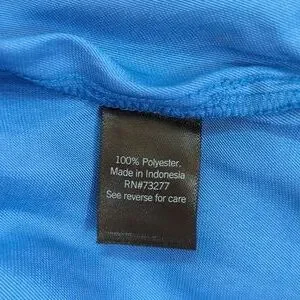 100% Polyester.
Made in Indonesia
RN#73277
See reverse for care